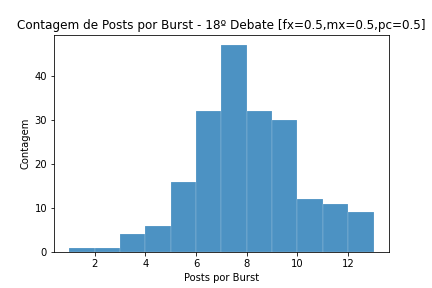 Contagem de Posts por Burst - 18º Debate [fx=0.5,mx=0.5,pc=0.5]
Contagem
40
30
20
10
0
2 4 6 8 10 12
Posts por Burst